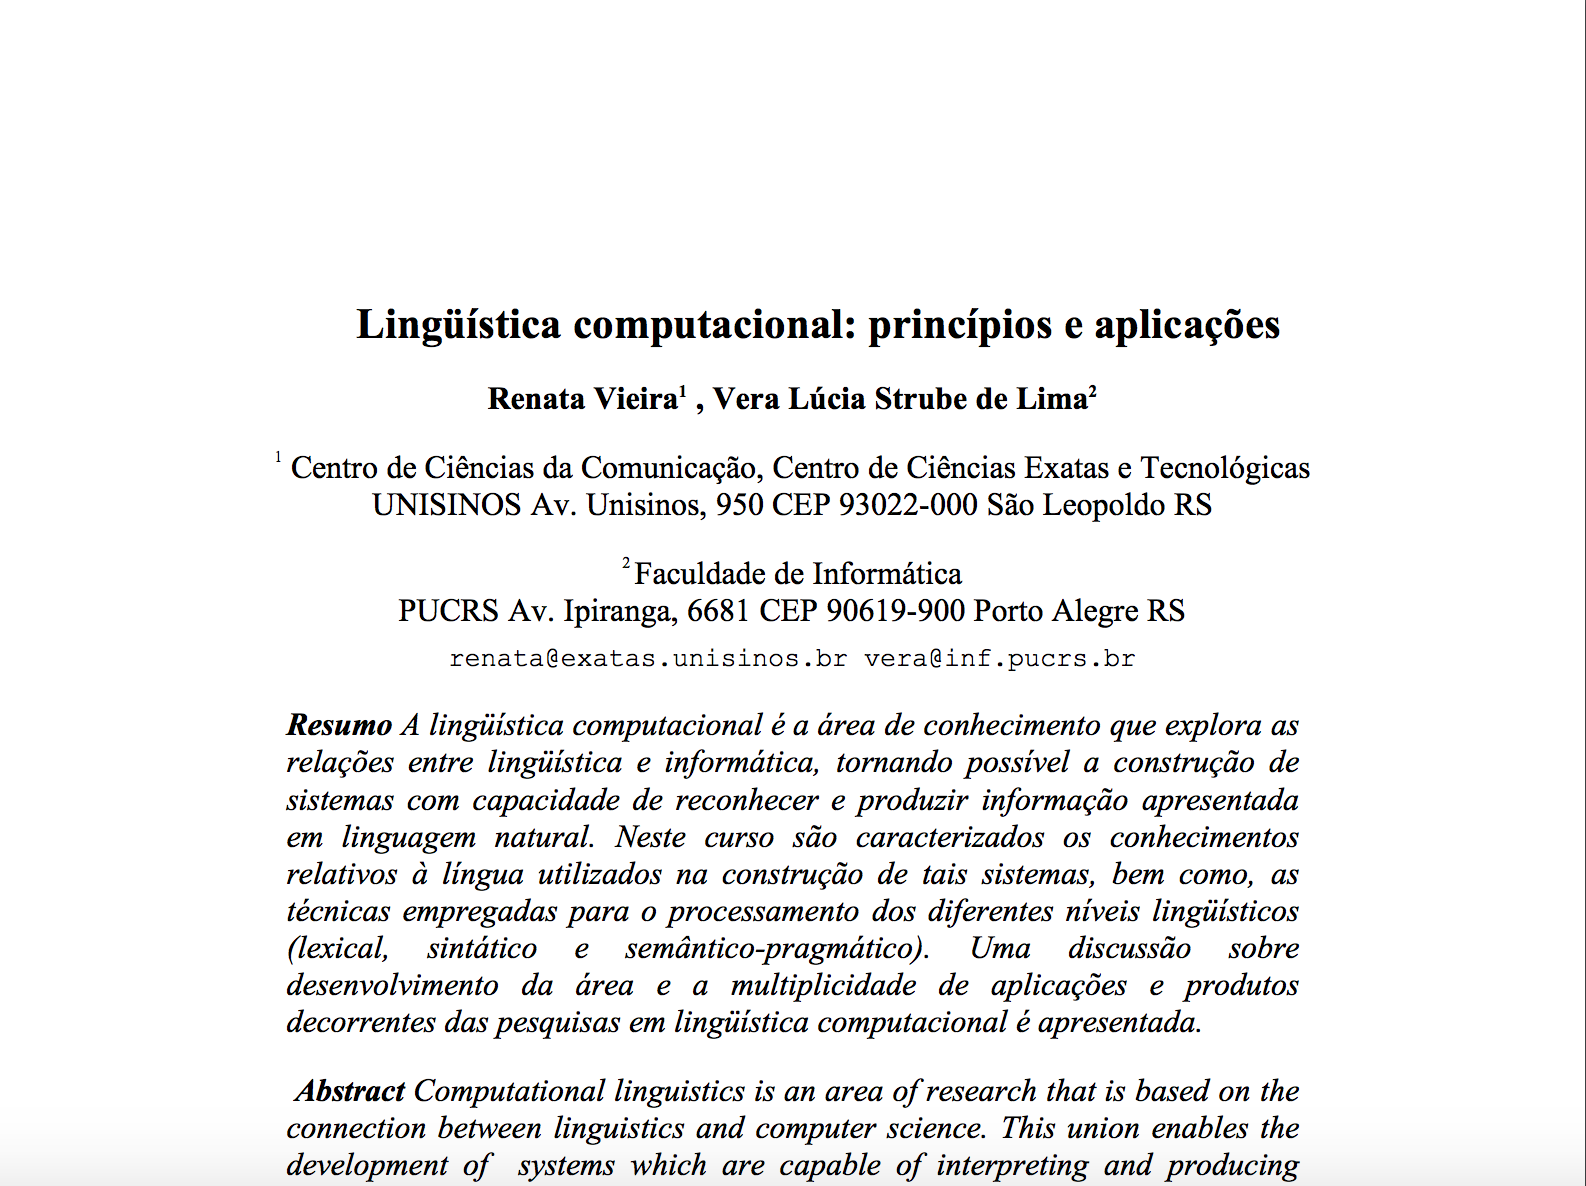 Lingüística computacional: princípios e aplicações
Renata Vieira¹ , Vera Lúcia Strube de Lima²
¹ Centro de Ciências da Comunicação, Centro de Ciências Exatas e Tecnológicas
UNISINOS Av. Unisinos, 950 CEP 93022-000 São Leopoldo RS
² Faculdade de Informática
PUCRS Av. Ipiranga, 6681 CEP 90619-900 Porto Alegre RS
renata@exatas.unisinos.br vera@inf.pucrs.br
Resumo A lingüística computacional é a área de conhecimento que explora as
relações entre lingüística e informática, tornando possível a construção de
sistemas com capacidade de reconhecer e produzir informação apresentada
em linguagem natural. Neste curso são caracterizados os conhecimentos
relativos à língua utilizados na construção de tais sistemas, bem como, as
técnicas empregadas para o processamento dos diferentes níveis lingüísticos
(lexical, sintático e semântico-pragmático). Uma discussão sobre
desenvolvimento da área e a multiplicidade de aplicações e produtos
decorrentes das pesquisas em lingüística computacional é apresentada.
Abstract Computational linguistics is an area of research that is based on the
connection between linguistics and computer science. This union enables the
development of systems which are capable of interpreting and producing